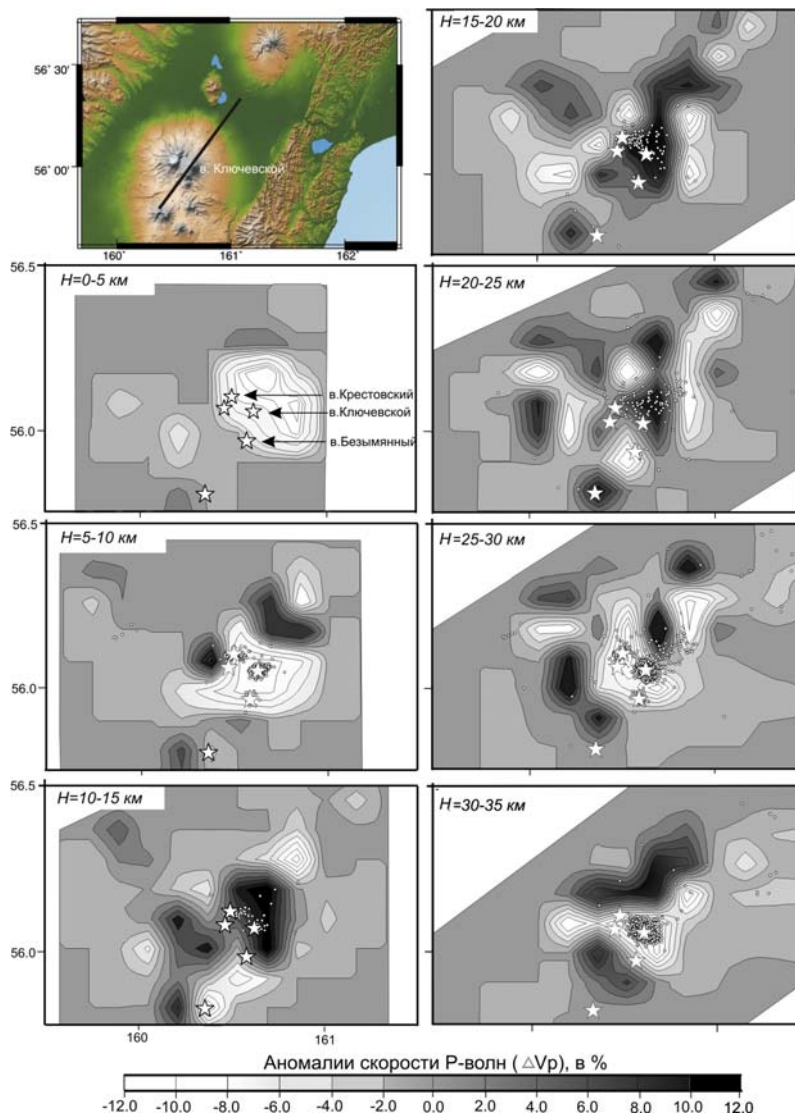 H=15-20 км
56° 30'
56° 00'
в. Ключевской
160°
161°
162°
56.5
H=0-5 км
в.Крестовский
в.Ключевской
в.Безымянный
56.0
H=20-25 км
56.5
H=5-10 км
56.0
H=25-30 км
56.5
H=10-15 км
56.0
160
161
H=30-35 км
Аномалии скорости Р-волн (△Vp), в %
-12.0 -10.0 -8.0 -6.0 -4.0 -2.0 0.0 2.0 4.0 6.0 8.0 10.0 12.0